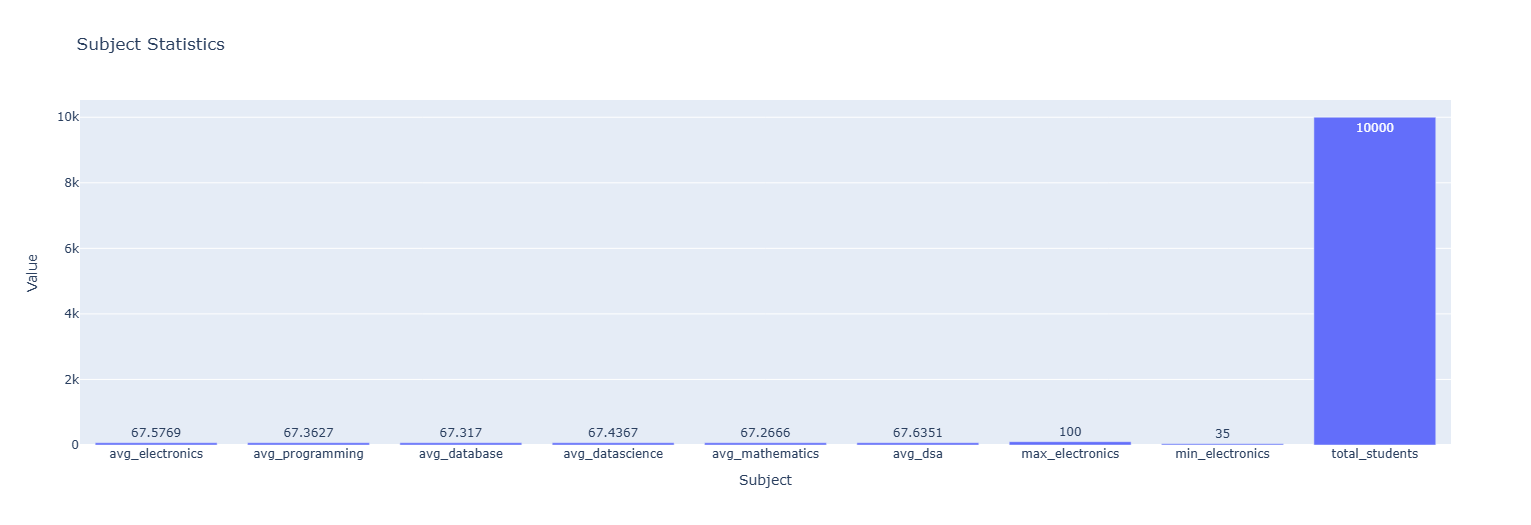 Subject Statistics
10k
8k
6k
4k
2k
0
Value
67.5769
67.3627
67.317
67.4367
67.2666
67.6351
100
35
10000
avg_electronics
avg_programming
avg_database
avg_datascience
avg_mathematics
avg_dsa
max_electronics
min_electronics
total_students
Subject